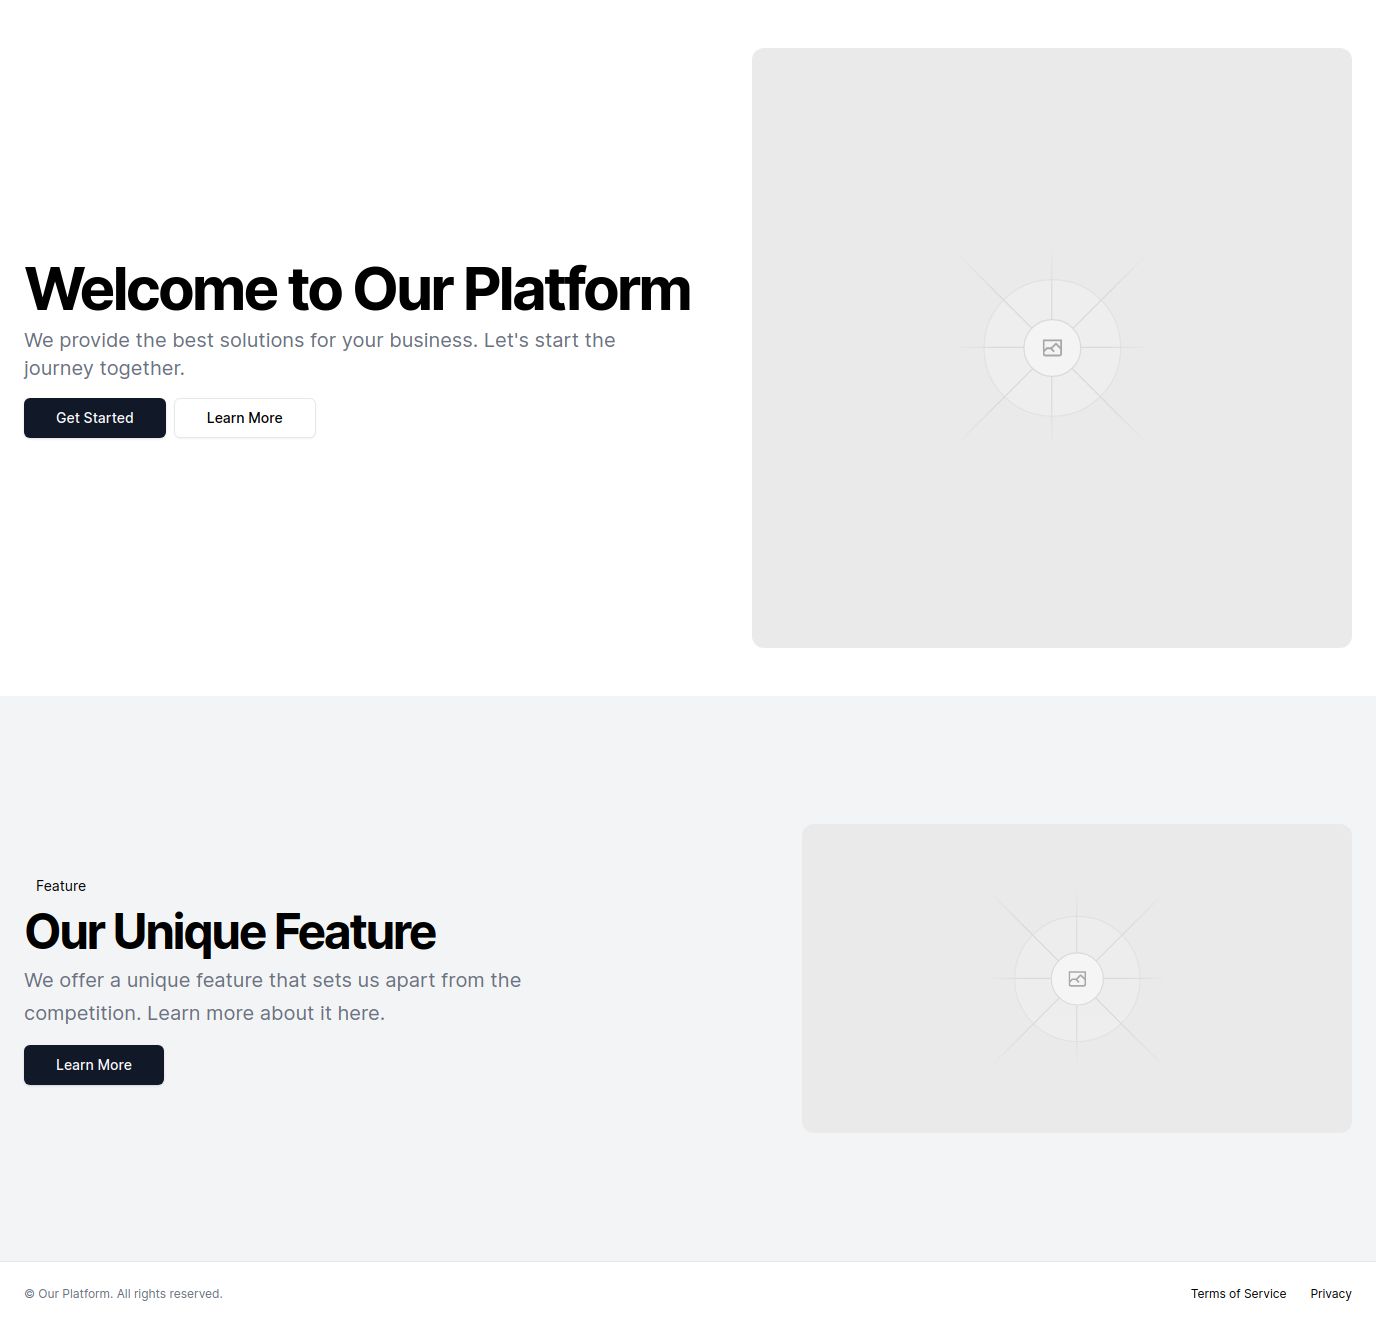 Welcome to Our Platform
We provide the best solutions for your business. Let's start the
journey together.
Get Started
Learn More
Feature
Our Unique Feature
We offer a unique feature that sets us apart from the
competition. Learn more about it here.
Learn More
© Our Platform. All rights reserved.
Terms of Service
Privacy